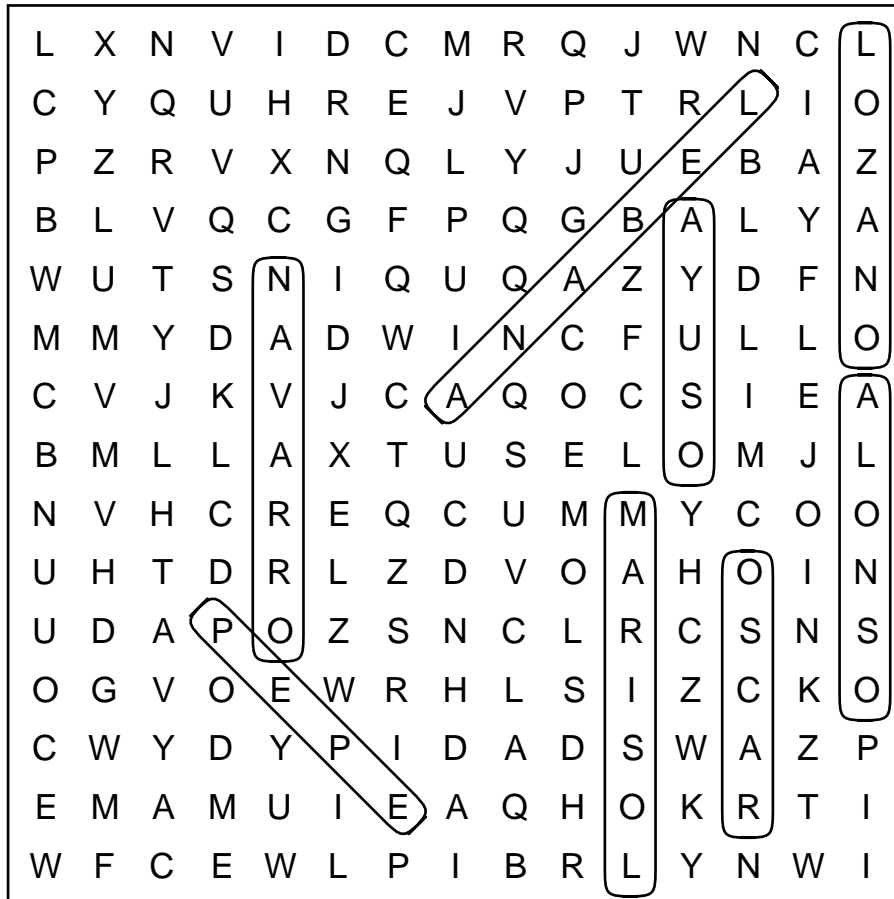 L X N V I D C M R Q J W N C L
C Y Q U H R E J V P T R L I O
P Z R V X N Q L Y J U E B A Z
B L V Q C G F P Q G B A L Y A
W U T S N I Q U Q A Z Y D F N
M M Y D A D W I N C F U L L O
C V J K V J C A Q O C S I E A
B M L L A X T U S E L O M J L
N V H C R E Q C U M M Y C O O
U H T D R L Z D V O A H O I N
U D A P O Z S N C L R C S N S
O G V O E W R H L S I Z C K O
C W Y D Y P I D A D S W A Z P
E M A M U I E A Q H O K R T I
W F C E W L P I B R L Y N W I